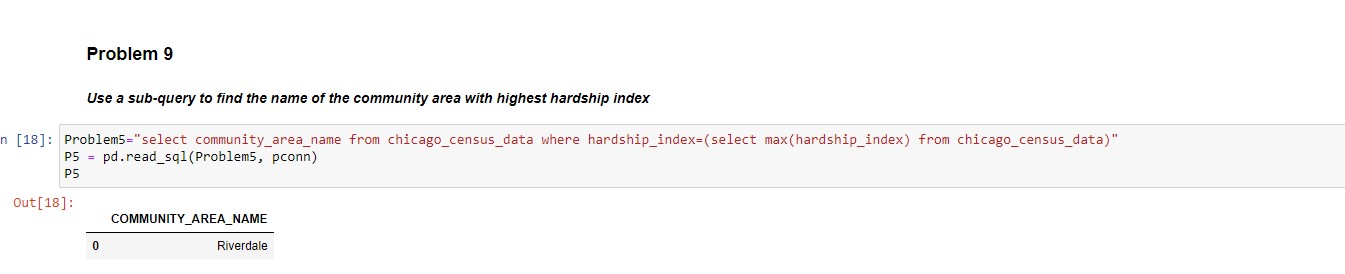 Problem 9
Use a sub-query to find the name of the community area with highest hardship index
n [18]: Problem5="select community_area_name from chicago_census_data where hardship_index=(select max(hardship_index) from chicago_census_data)"
P5 = pd.read_sql(Problem5, pconn)
P5
Out[18]:
COMMUNITY_AREA_NAME
0 Riverdale